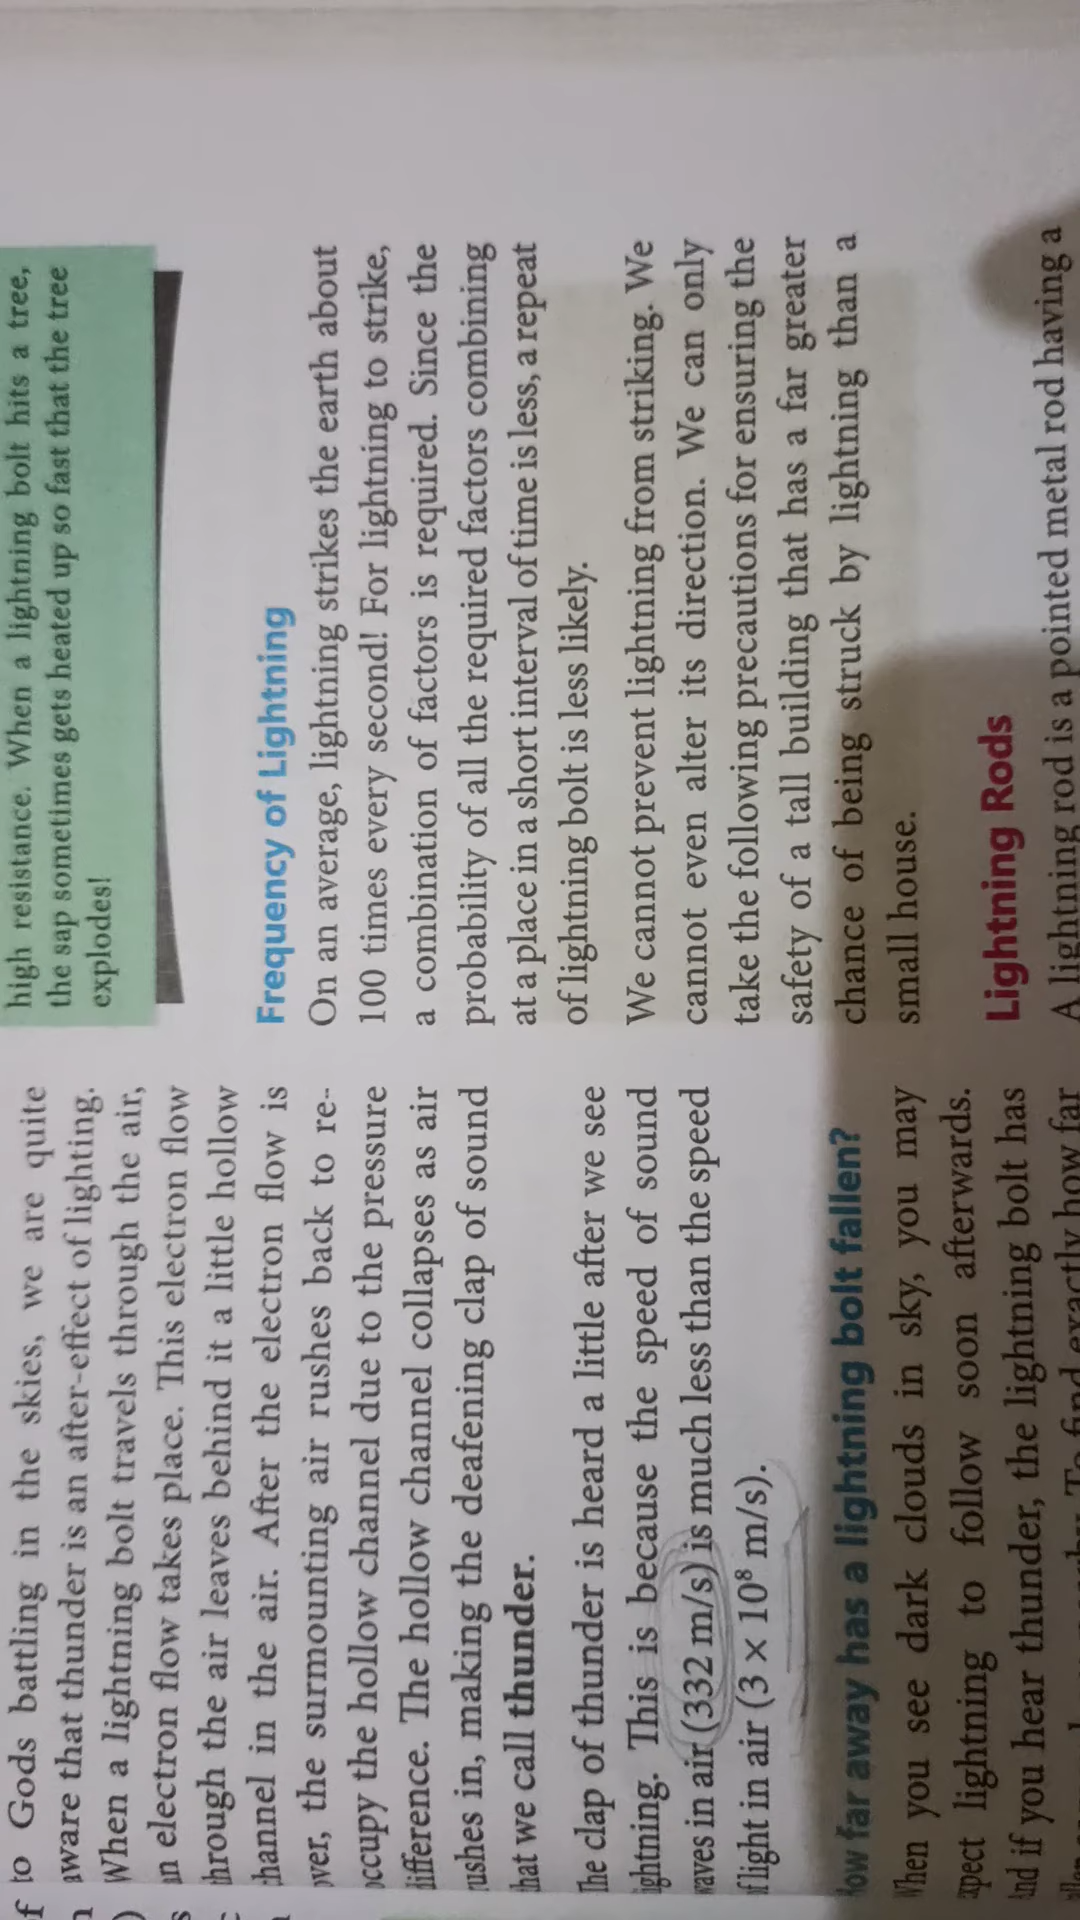 to Gods battling in the skies, we are quite
aware that thunder is an after-effect of lighting.
When a lightning bolt travels through the air,
an electron flow takes place. This electron flow
through the air leaves behind it a little hollow
channel in the air. After the electron flow is
over, the surmounting air rushes back to re-
occupy the hollow channel due to the pressure
difference. The hollow channel collapses as air
rushes in, making the deafening clap of sound
that we call thunder.
The clap of thunder is heard a little after we see
lightning. This is because the speed of sound
waves in air (332 m/s) is much less than the speed
of light in air (3 × 10⁸ m/s).
How far away has a lightning bolt fallen?
When you see dark clouds in sky, you may
expect lightning to follow soon afterwards.
And if you hear thunder, the lightning bolt has
To find exactly how far
high resistance. When a lightning bolt hits a tree,
the sap sometimes gets heated up so fast that the tree
explodes!
Frequency of Lightning
On an average, lightning strikes the earth about
100 times every second! For lightning to strike,
a combination of factors is required. Since the
probability of all the required factors combining
at a place in a short interval of time is less, a repeat
of lightning bolt is less likely.
We cannot prevent lightning from striking. We
cannot even alter its direction. We can only
take the following precautions for ensuring the
safety of a tall building that has a far greater
chance of being struck by lightning than a
small house.
Lightning Rods
A lightning rod is a pointed metal rod having a